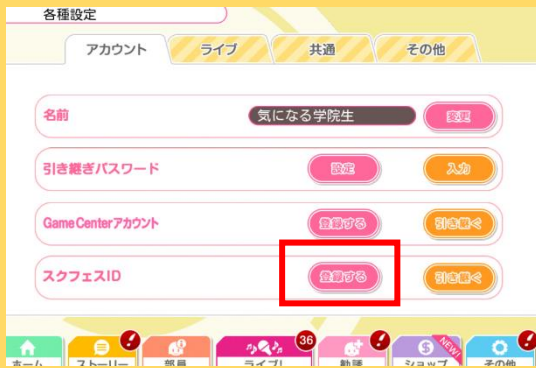 各種設定
アカウント ライブ 共通 その他
名前 気になる学院生 変更
引き継ぎパスワード 設定 入力
Game Centerアカウント 登録する 引き継ぐ
スクフェスID 登録する 引き継ぐ
36 NEW!
ホーム ストーリー 部員 ライブ! 勧誘 ショップ その他